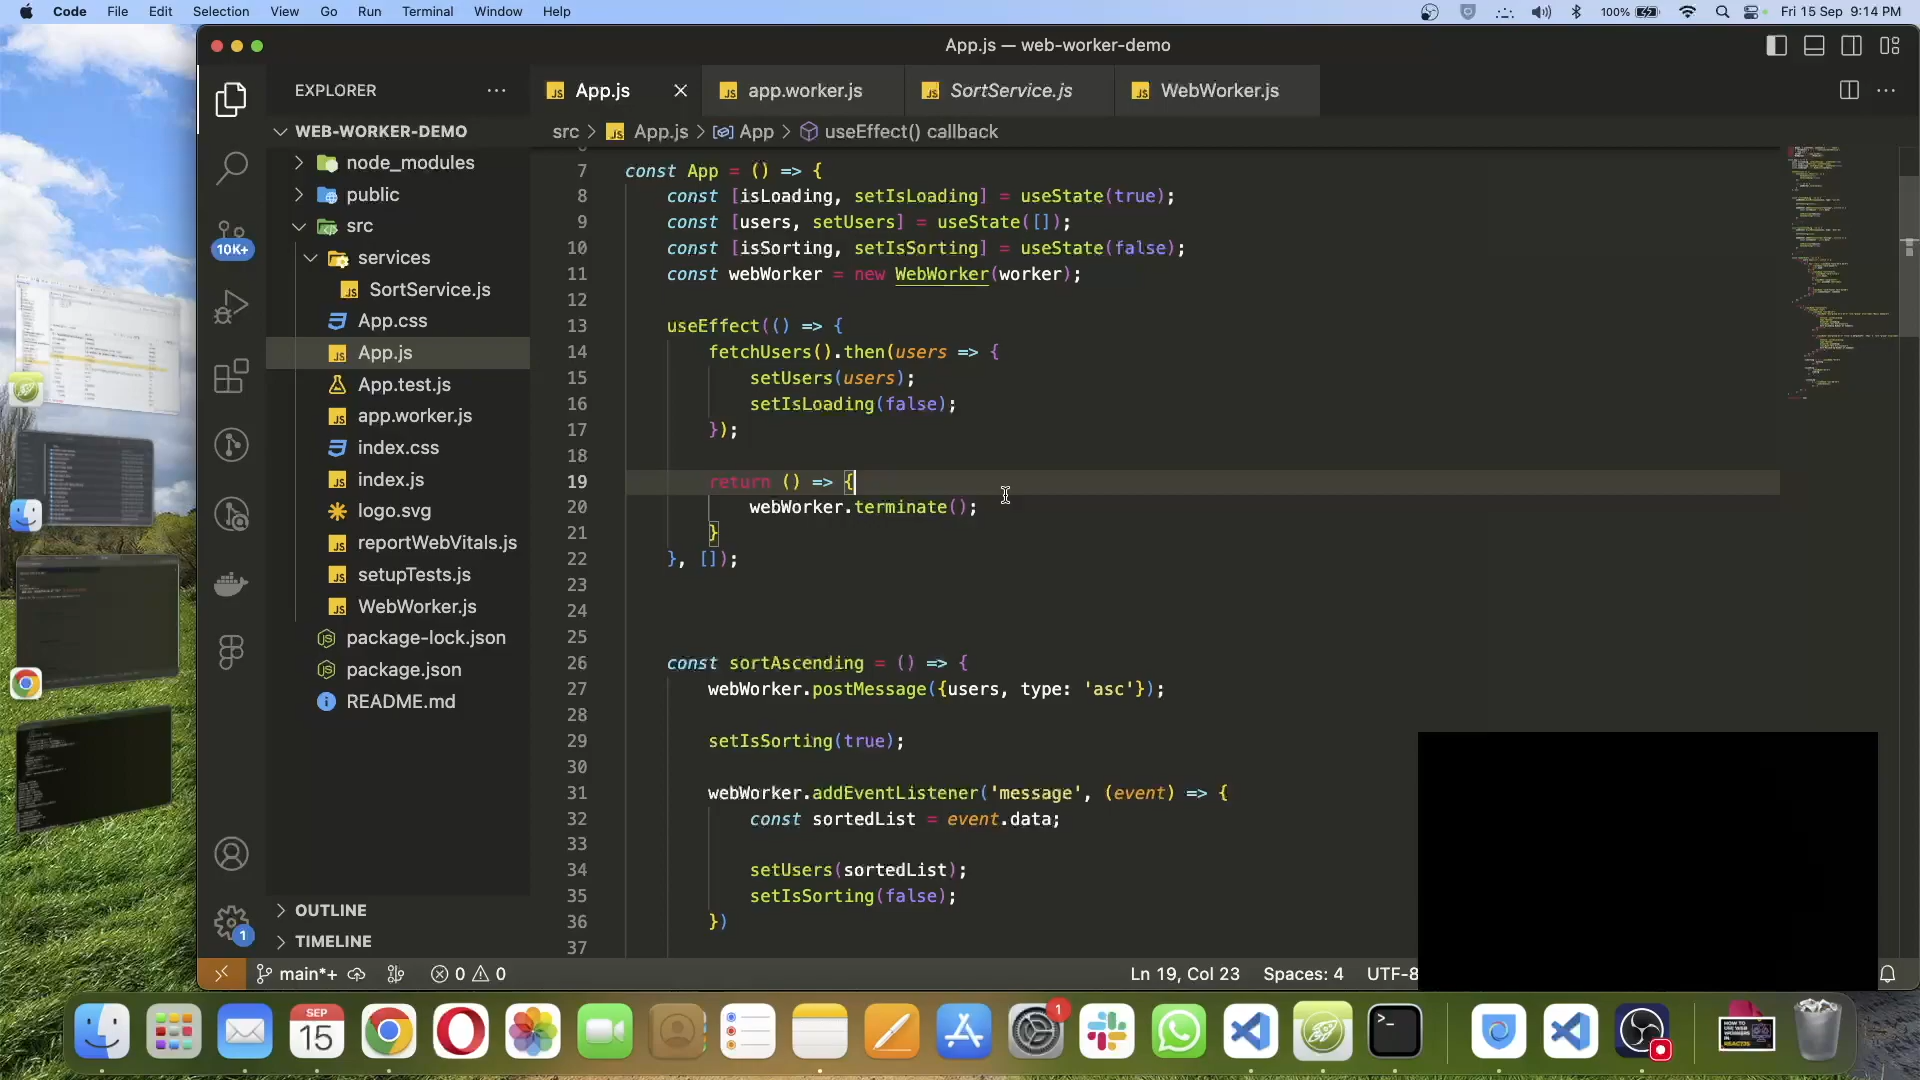 Code File Edit Selection View Go Run Terminal Window Help 100% Fri 15 Sep 9:14 PM
App.js — web-worker-demo
EXPLORER
App.js app.worker.js SortService.js WebWorker.js
WEB-WORKER-DEMO
src > App.js > App > useEffect() callback
node_modules
public
src
services
SortService.js
App.css
App.js
App.test.js
app.worker.js
index.css
index.js
logo.svg
reportWebVitals.js
setupTests.js
WebWorker.js
package-lock.json
package.json
README.md
10K+
OUTLINE
TIMELINE
1
7 const App = () => {
8 const [isLoading, setIsLoading] = useState(true);
9 const [users, setUsers] = useState([]);
10 const [isSorting, setIsSorting] = useState(false);
11 const webWorker = new WebWorker(worker);
12
13 useEffect(() => {
14 fetchUsers().then(users => {
15 setUsers(users);
16 setIsLoading(false);
17 });
18
19 return () => {
20 webWorker.terminate();
21 }
22 }, []);
23
24
25
26 const sortAscending = () => {
27 webWorker.postMessage({users, type: 'asc'});
28
29 setIsSorting(true);
30
31 webWorker.addEventListener('message', (event) => {
32 const sortedList = event.data;
33
34 setUsers(sortedList);
35 setIsSorting(false);
36 })
37
main*+ 0 0 Ln 19, Col 23 Spaces: 4 UTF-8
SEP
15
1
HOW TO
USE WEB
WORKERS